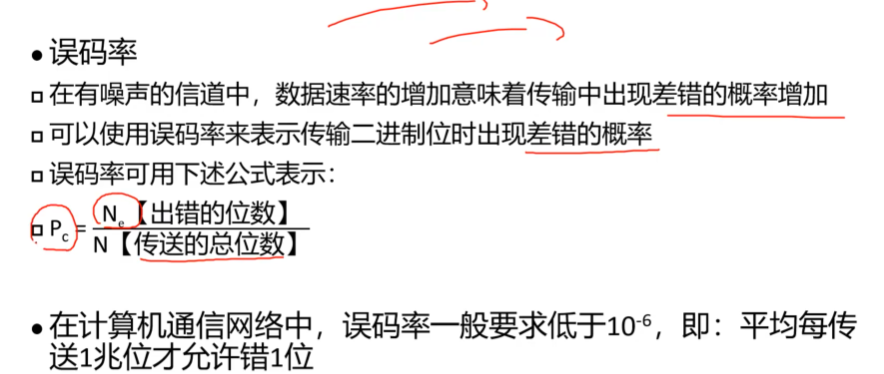 ● 误码率
□ 在有噪声的信道中，数据速率的增加意味着传输中出现差错的概率增加
□ 可以使用误码率来表示传输二进制位时出现差错的概率
□ 误码率可用下述公式表示：
□ Pc = Ne【出错的位数】
N【传送的总位数】
● 在计算机通信网络中，误码率一般要求低于10⁻⁶，即：平均每传
送1兆位才允许错1位